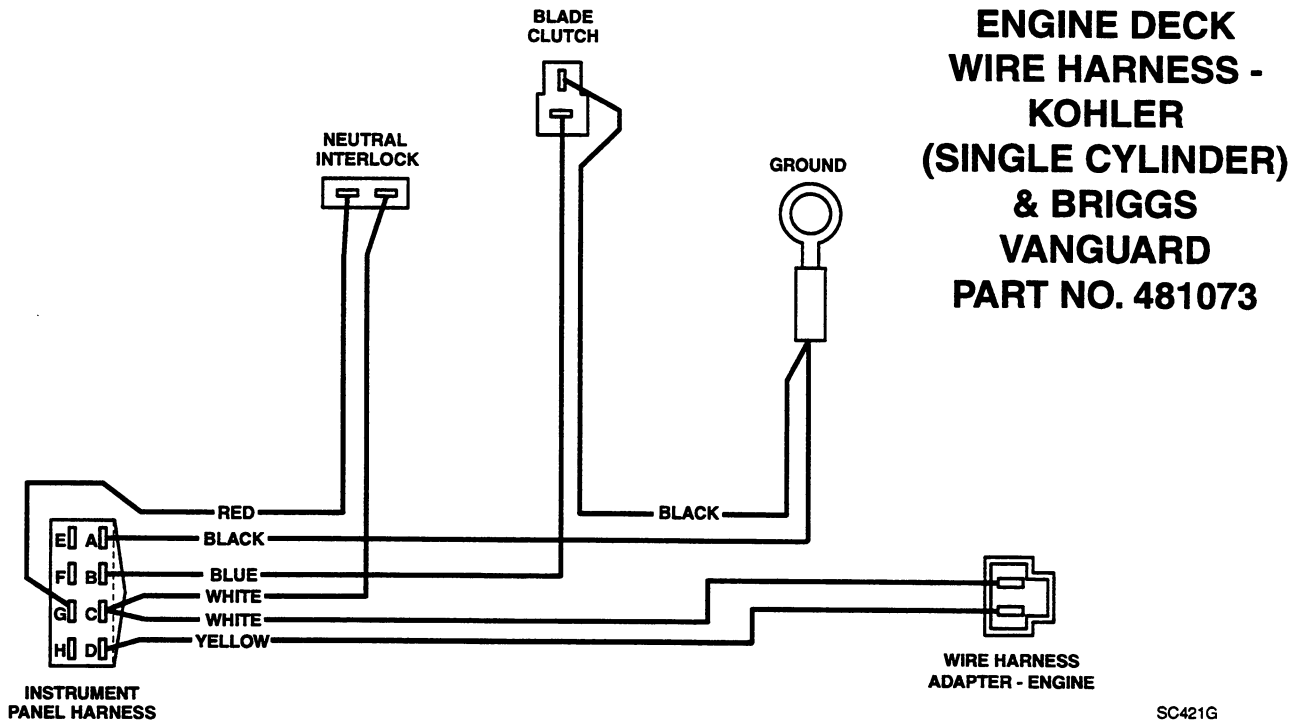 ENGINE DECK
WIRE HARNESS -
KOHLER
(SINGLE CYLINDER)
& BRIGGS
VANGUARD
PART NO. 481073
BLADE
CLUTCH
NEUTRAL
INTERLOCK
GROUND
RED
BLACK
BLACK
BLUE
WHITE
WHITE
YELLOW
E A
F B
G C
H D
INSTRUMENT
PANEL HARNESS
WIRE HARNESS
ADAPTER - ENGINE
SC421G